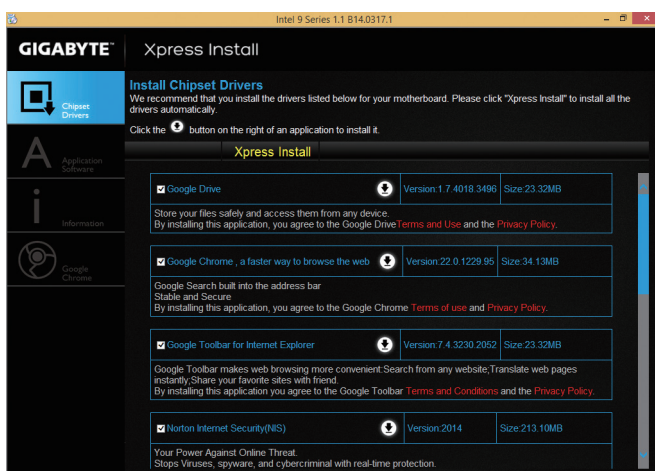 Intel 9 Series 1.1 B14.0317.1
GIGABYTE™
Xpress Install
Chipset
Drivers
Application
Software
Information
Google
Chrome
Install Chipset Drivers
We recommend that you install the drivers listed below for your motherboard. Please click "Xpress Install" to install all the
drivers automatically.
Click the button on the right of an application to install it.
Xpress Install
Google Drive Version:1.7.4018.3496 Size:23.32MB
Store your files safely and access them from any device.
By installing this application, you agree to the Google DriveTerms and Use and the Privacy Policy.
Google Chrome , a faster way to browse the web Version:22.0.1229.95 Size:34.13MB
Google Search built into the address bar
Stable and Secure
By installing this application, you agree to the Google Chrome Terms of use and Privacy Policy.
Google Toolbar for Internet Explorer Version:7.4.3230.2052 Size:23.32MB
Google Toolbar makes web browsing more convenient:Search from any website;Translate web pages
instantly;Share your favorite sites with friend.
By installing this application you agree to the Google Toolbar Terms and Conditions and the Privacy Policy.
Norton Internet Security(NIS) Version:2014 Size:213.10MB
Your Power Against Online Threat.
Stops Viruses, spyware, and cybercriminal with real-time protection.